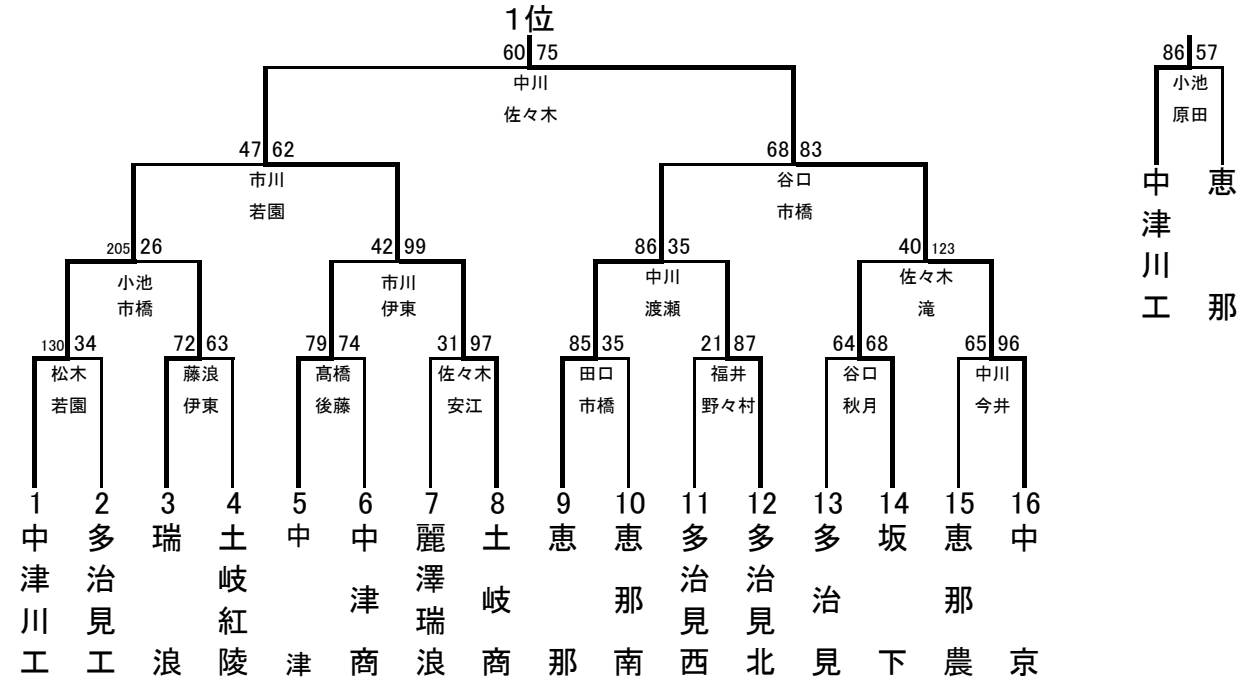 1位
60 75
中川
佐々木
86 57
小池
原田
中津川工
恵那
47 62
市川
若園
68 83
谷口
市橋
205 26
小池
市橋
42 99
市川
伊東
86 35
中川
渡瀬
40 123
佐々木
滝
130 34
松木
若園
72 63
藤浪
伊東
79 74
髙橋
後藤
31 97
佐々木
安江
85 35
田口
市橋
21 87
福井
野々村
64 68
谷口
秋月
65 96
中川
今井
1
中津川工
2
多治見工
3
瑞浪
4
土岐紅陵
5
中津
6
中津商
7
麗澤瑞浪
8
土岐商
9
恵那
10
恵那南
11
多治見西
12
多治見北
13
多治見
14
坂下
15
恵那農
16
中京